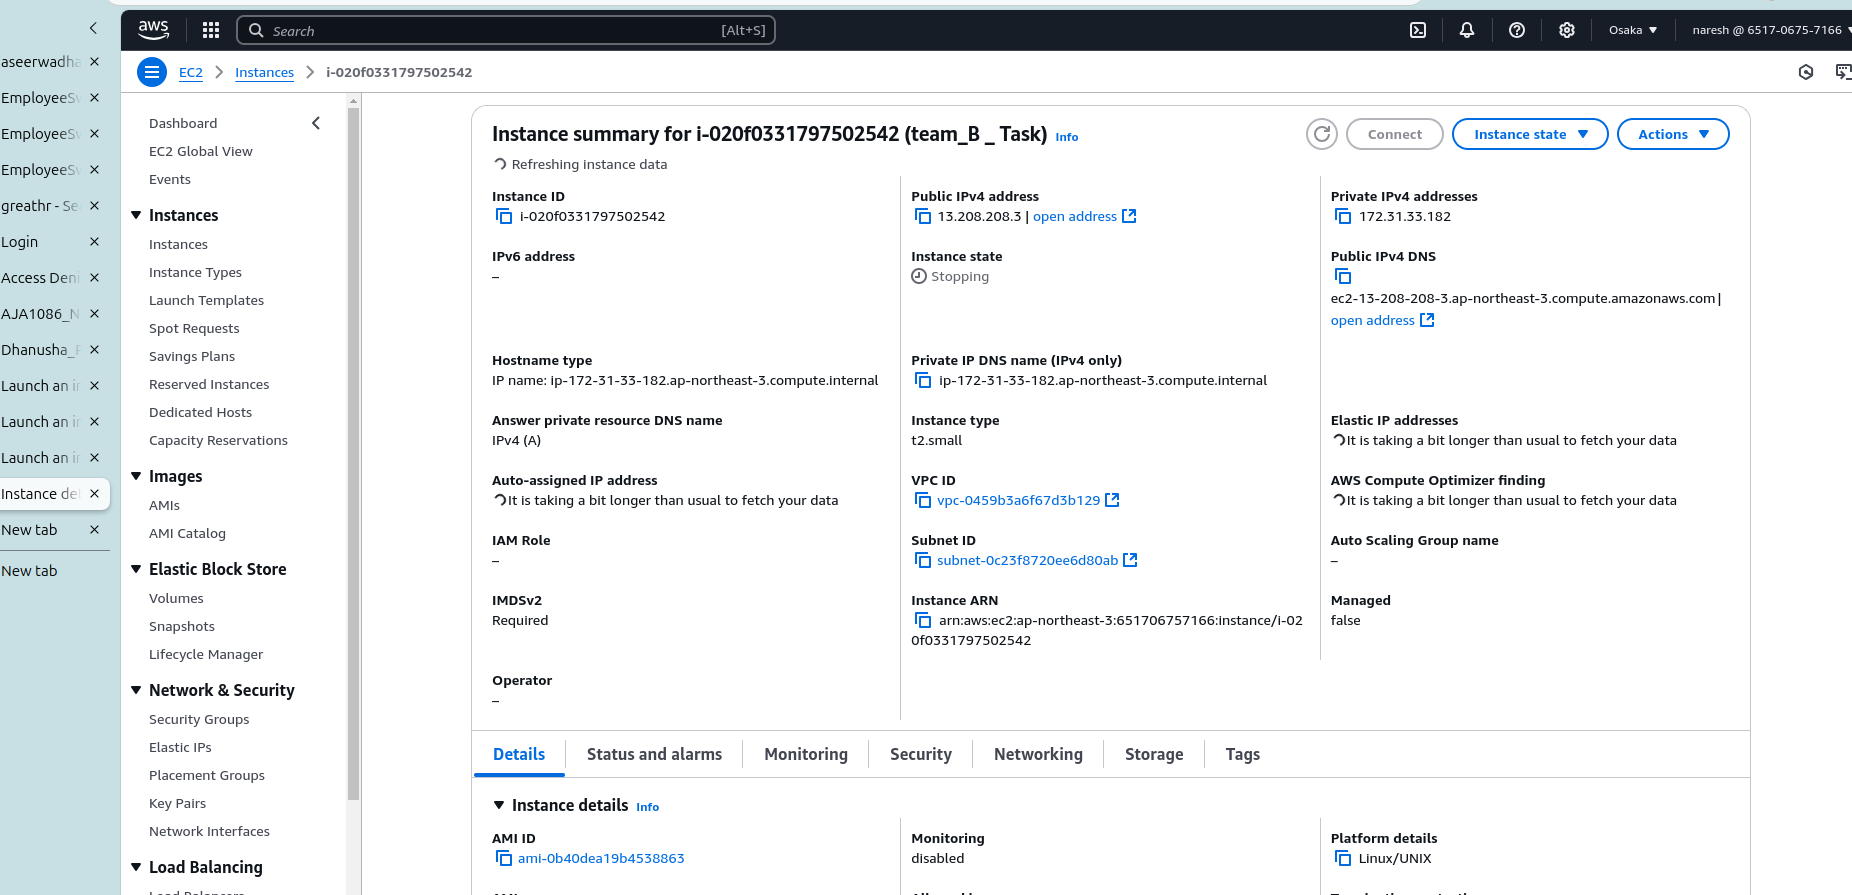 aws
Search
[Alt+S]
Osaka
naresh @ 6517-0675-7166
EC2
Instances
i-020f0331797502542
aseerwadha
EmployeeSw
EmployeeSw
EmployeeSw
greathr - Se
Login
Access Deni
AJA1086_N
Dhanusha_
Launch an in
Launch an in
Launch an in
Instance de
New tab
New tab
Dashboard
EC2 Global View
Events
Instances
Instances
Instance Types
Launch Templates
Spot Requests
Savings Plans
Reserved Instances
Dedicated Hosts
Capacity Reservations
Images
AMIs
AMI Catalog
Elastic Block Store
Volumes
Snapshots
Lifecycle Manager
Network & Security
Security Groups
Elastic IPs
Placement Groups
Key Pairs
Network Interfaces
Load Balancing
Instance summary for i-020f0331797502542 (team_B _ Task) Info
Refreshing instance data
Connect
Instance state
Actions
Instance ID
i-020f0331797502542
Public IPv4 address
13.208.208.3 | open address
Private IPv4 addresses
172.31.33.182
IPv6 address
–
Instance state
Stopping
Public IPv4 DNS
ec2-13-208-208-3.ap-northeast-3.compute.amazonaws.com |
open address
Hostname type
IP name: ip-172-31-33-182.ap-northeast-3.compute.internal
Private IP DNS name (IPv4 only)
ip-172-31-33-182.ap-northeast-3.compute.internal
Answer private resource DNS name
IPv4 (A)
Instance type
t2.small
Elastic IP addresses
It is taking a bit longer than usual to fetch your data
Auto-assigned IP address
It is taking a bit longer than usual to fetch your data
VPC ID
vpc-0459b3a6f67d3b129
AWS Compute Optimizer finding
It is taking a bit longer than usual to fetch your data
IAM Role
–
Subnet ID
subnet-0c23f8720ee6d80ab
Auto Scaling Group name
–
IMDSv2
Required
Instance ARN
arn:aws:ec2:ap-northeast-3:651706757166:instance/i-02
0f0331797502542
Managed
false
Operator
–
Details
Status and alarms
Monitoring
Security
Networking
Storage
Tags
Instance details Info
AMI ID
ami-0b40dea19b4538863
Monitoring
disabled
Platform details
Linux/UNIX